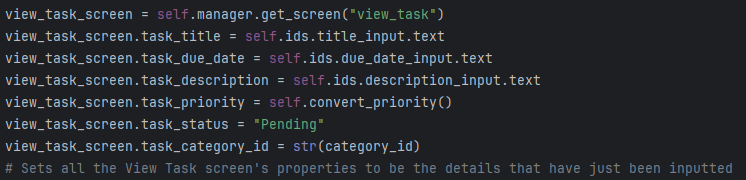 view_task_screen = self.manager.get_screen("view_task")
view_task_screen.task_title = self.ids.title_input.text
view_task_screen.task_due_date = self.ids.due_date_input.text
view_task_screen.task_description = self.ids.description_input.text
view_task_screen.task_priority = self.convert_priority()
view_task_screen.task_status = "Pending"
view_task_screen.task_category_id = str(category_id)
# Sets all the View Task screen's properties to be the details that have just been inputted